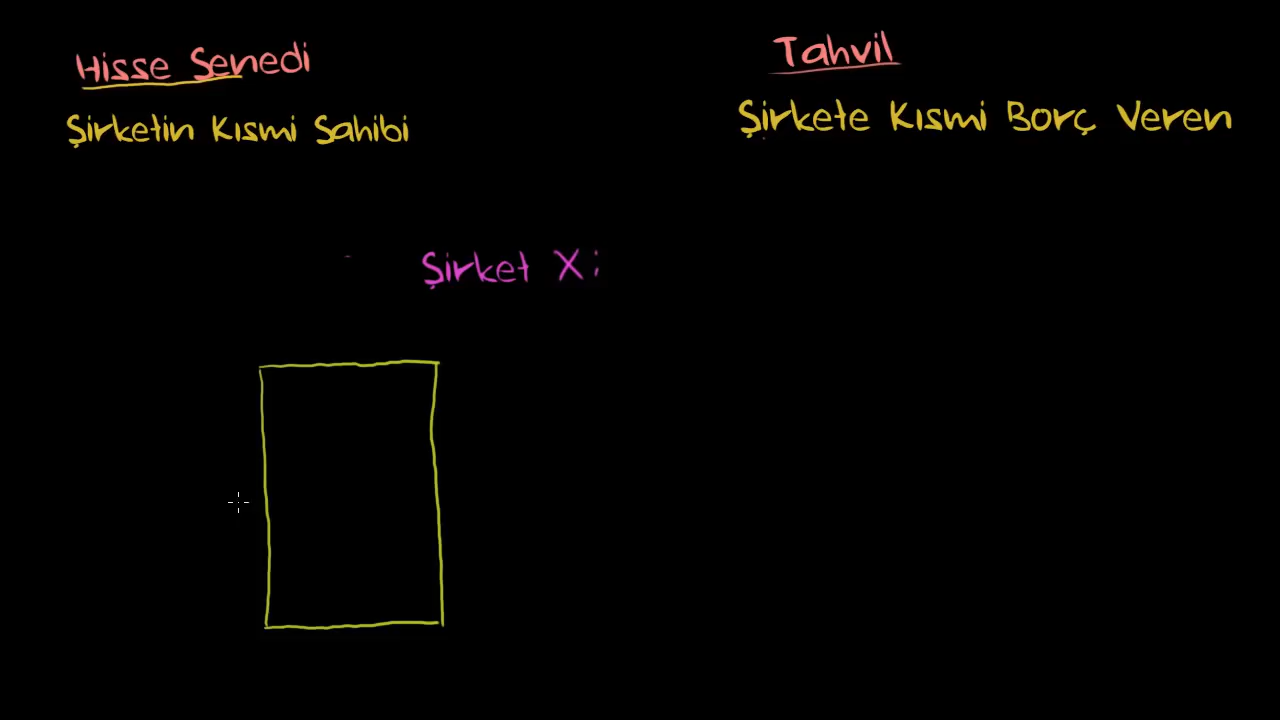 Hisse Senedi
Tahvil
Şirketin Kısmi Sahibi
Şirkete Kısmi Borç Veren
Şirket X: